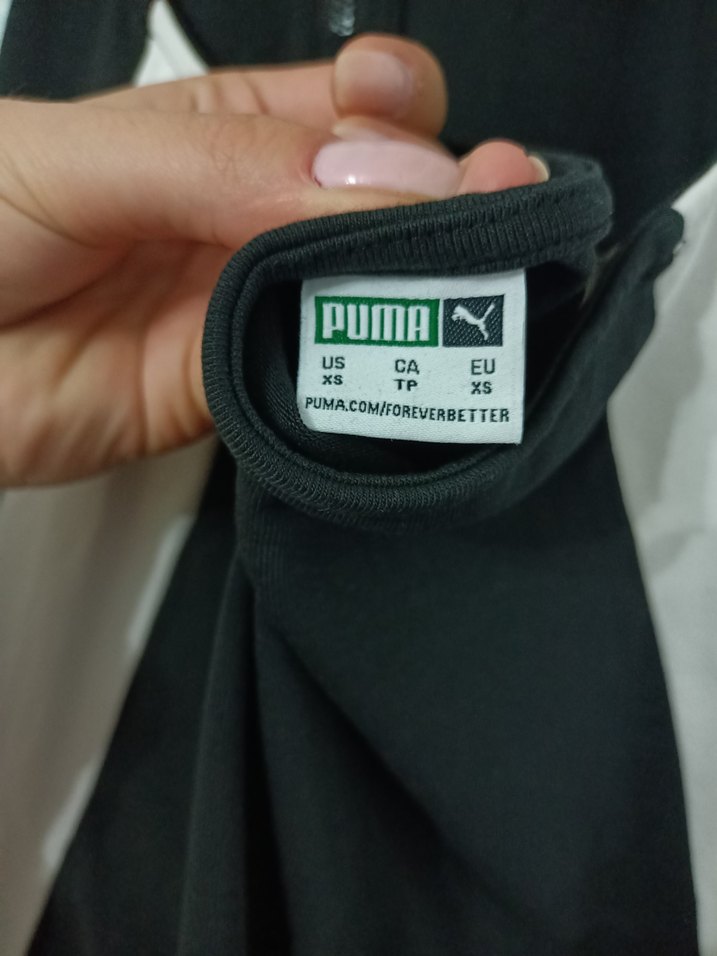 PUMA
US CA EU
XS TP XS
PUMA.COM/FOREVERBETTER